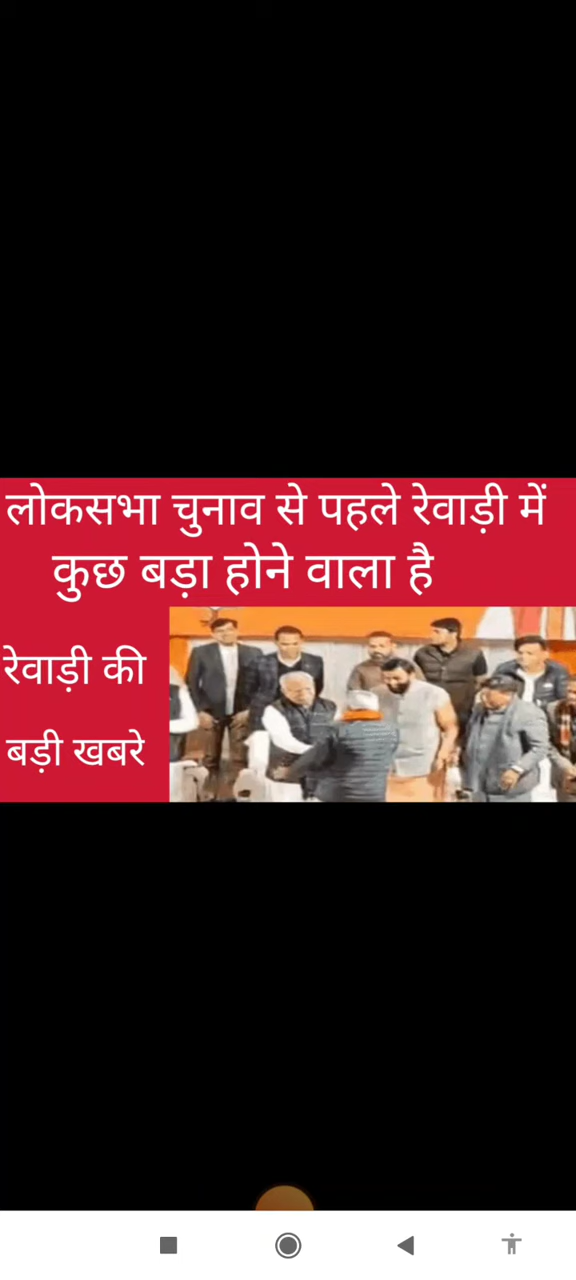 लोकसभा चुनाव से पहले रेवाड़ी में
कुछ बड़ा होने वाला है
रेवाड़ी की
बड़ी खबरे